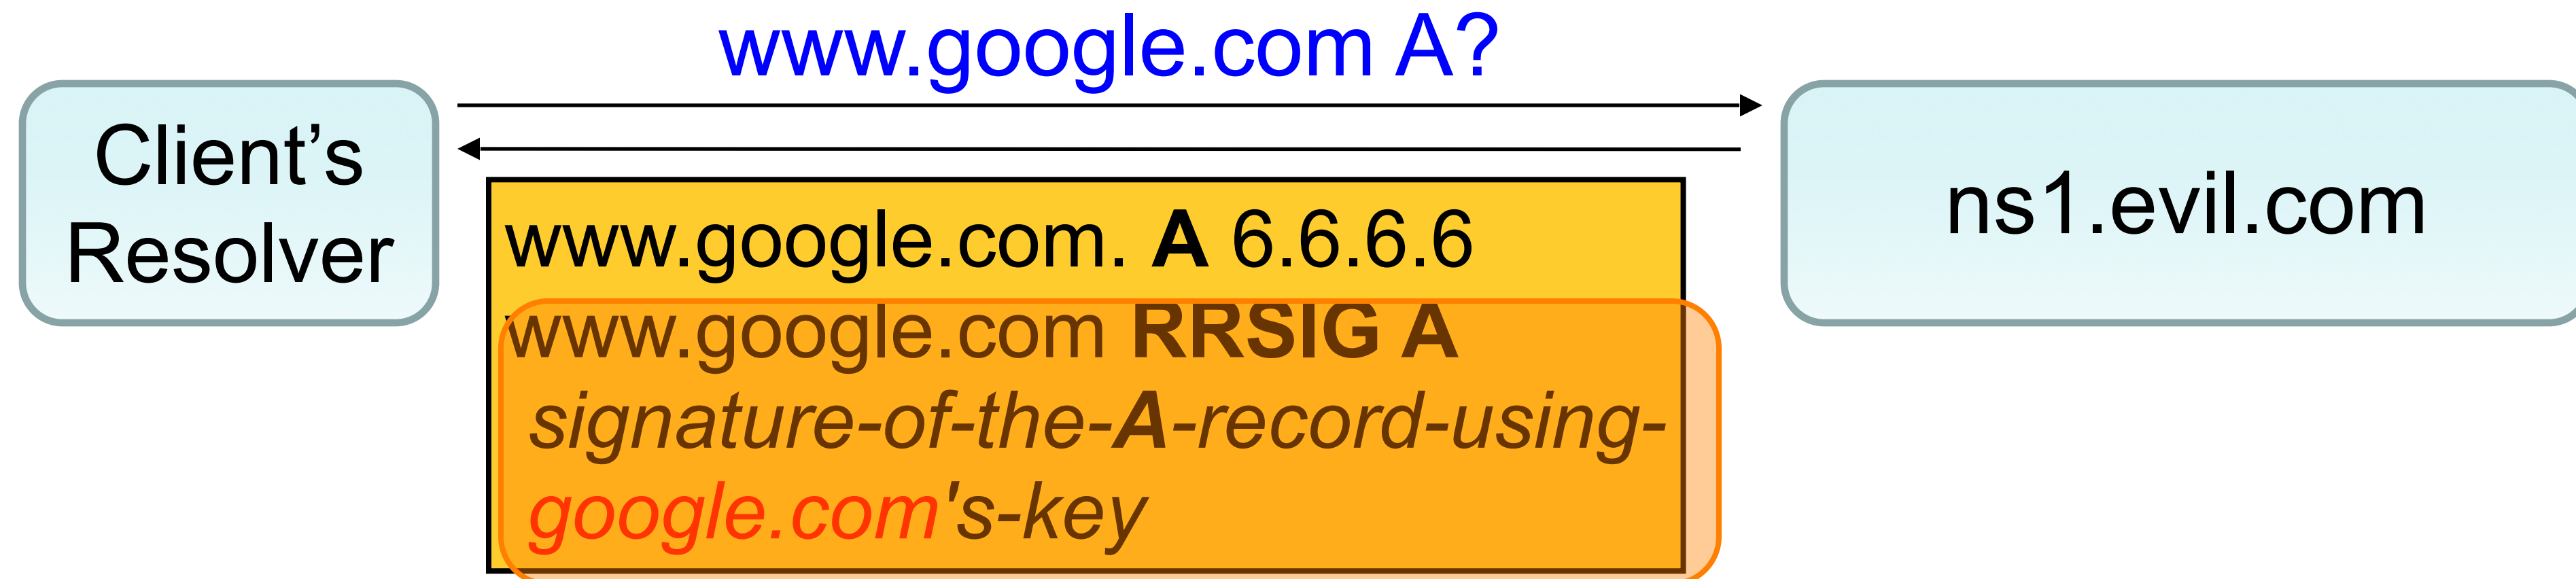 www.google.com A?
Client’s
Resolver
www.google.com. A 6.6.6.6
www.google.com RRSIG A
signature-of-the-A-record-using-
google.com's-key
ns1.evil.com